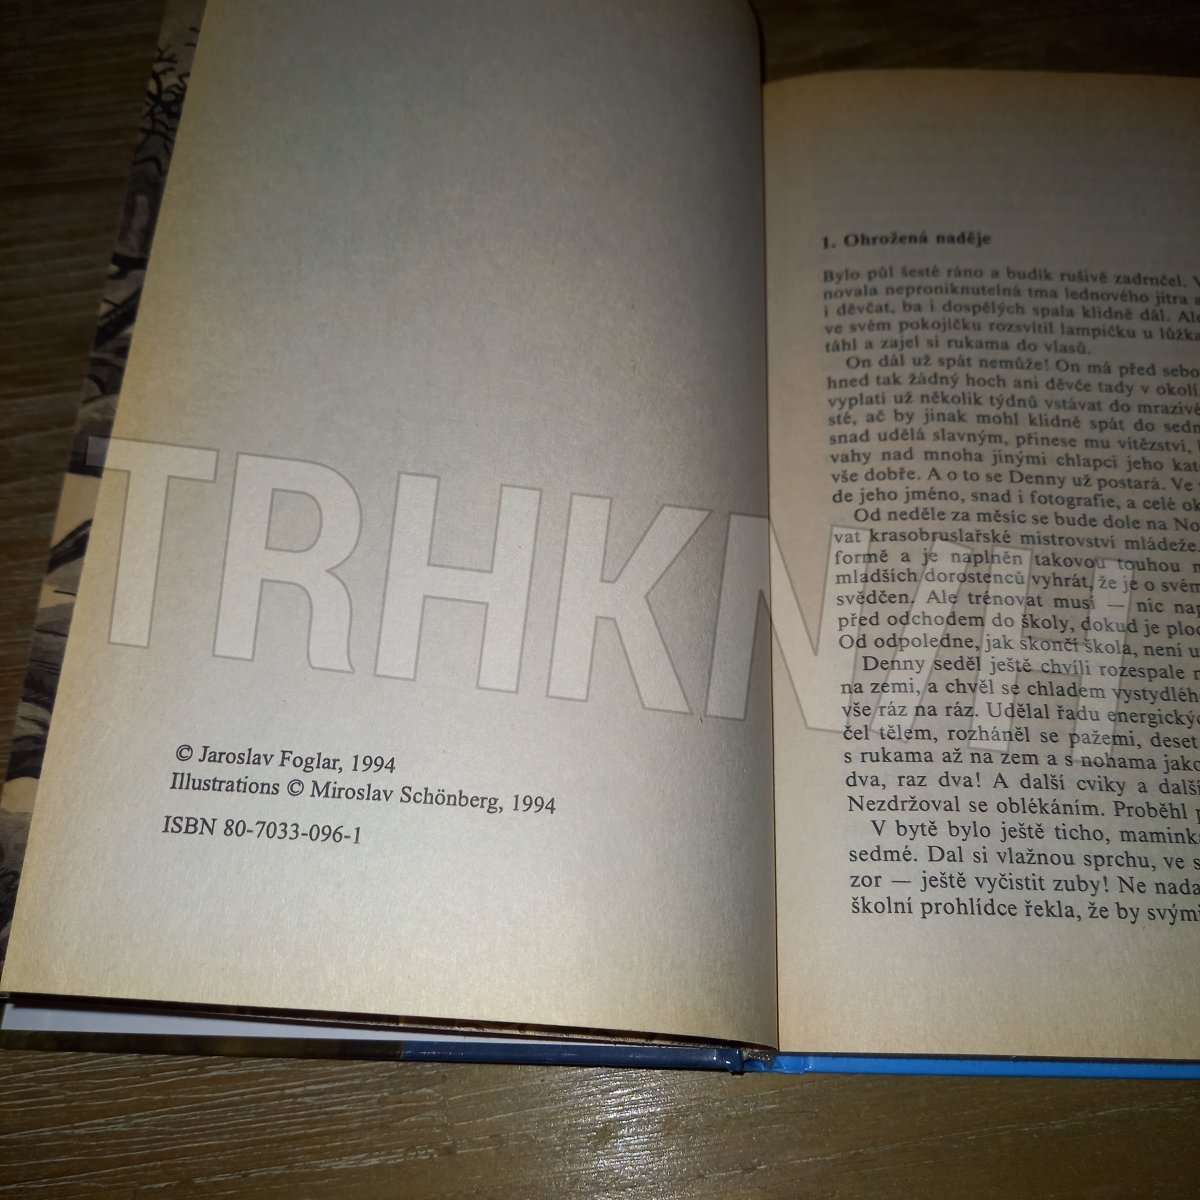 © Jaroslav Foglar, 1994
Illustrations © Miroslav Schönberg, 1994
ISBN 80-7033-096-1
1. Ohrožená naděje
Bylo půl šesté ráno a budík rušivě zadrnčel. V
novala neproniknutelná tma lednového jitra a
i děvčat, ba i dospělých spala klidně dál. Ale
ve svém pokojíčku rozsvítil lampičku u lůžka
táhl a zajel si rukama do vlasů.
On dál už spát nemůže! On má před sebo
hned tak žádný hoch ani děvče tady v okolí.
vyplatí už několik týdnů vstávat do mrazivé
sté, ač by jinak mohl klidně spát do sedm
snad udělá slavným, přinese mu vítězství,
vahy nad mnoha jinými chlapci jeho kat
vše dobře. A o to se Denny už postará. Ve
de jeho jméno, snad i fotografie, a celé ok
Od neděle za měsíc se bude dole na No
vat krasobruslařské mistrovství mládeže.
formě a je naplněn takovou touhou
mladších dorostenců vyhrát, že je o svém
svědčen. Ale trénovat musí — nic nap
před odchodem do školy, dokud je ploc
Od odpoledne, jak skončí škola, není u
Denny seděl ještě chvíli rozespale
na zemi, a chvěl se chladem vystydlého
vše ráz na ráz. Udělal řadu energickýc
čel tělem, rozháněl se pažemi, deset
s rukama až na zem a s nohama jako
dva, raz dva! A další cviky a další
Nezdržoval se oblékáním. Proběhl p
V bytě bylo ještě ticho, maminka
sedmé. Dal si vlažnou sprchu, ve s
zor — ještě vyčistit zuby! Ne nada
školní prohlídce řekla, že by svými
TRHKNI!